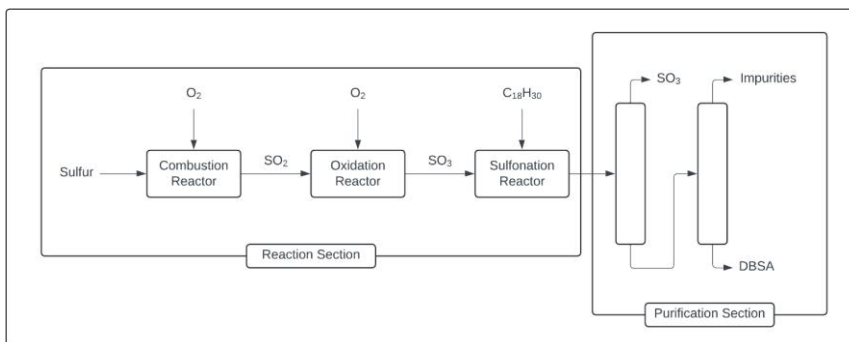 O₂
O₂
C₁₈H₃₀
SO₃
Impurities
Sulfur
Combustion
Reactor
SO₂
Oxidation
Reactor
SO₃
Sulfonation
Reactor
Reaction Section
DBSA
Purification Section